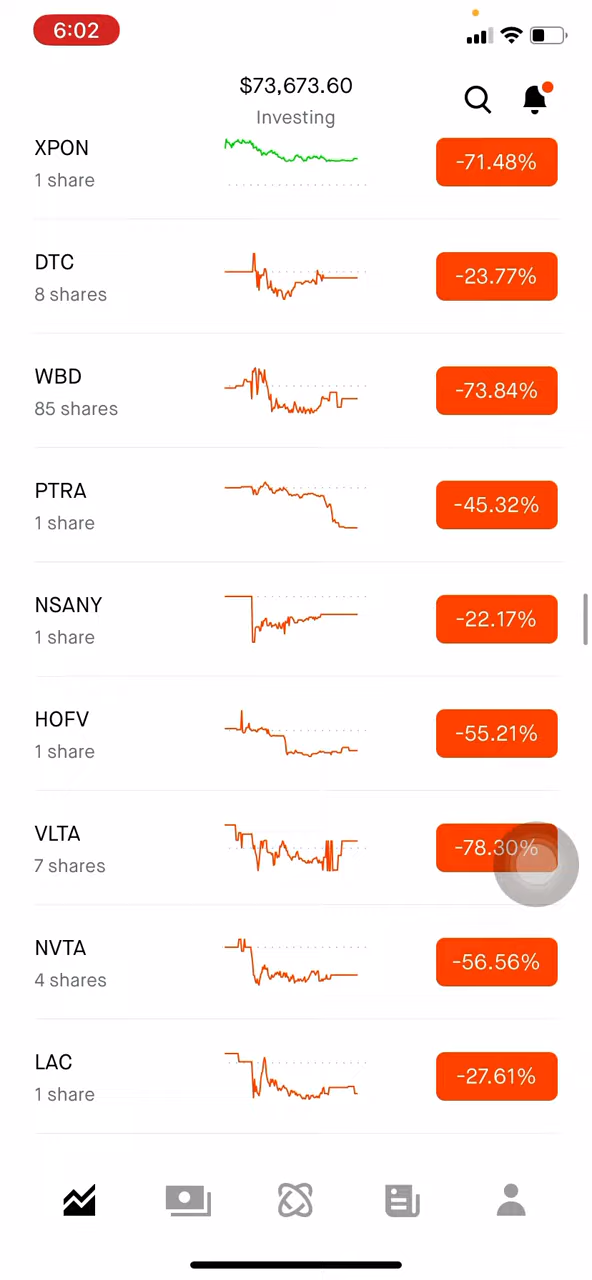 6:02
$73,673.60
Investing
XPON
1 share
-71.48%
DTC
8 shares
-23.77%
WBD
85 shares
-73.84%
PTRA
1 share
-45.32%
NSANY
1 share
-22.17%
HOFV
1 share
-55.21%
VLTA
7 shares
-78.30%
NVTA
4 shares
-56.56%
LAC
1 share
-27.61%